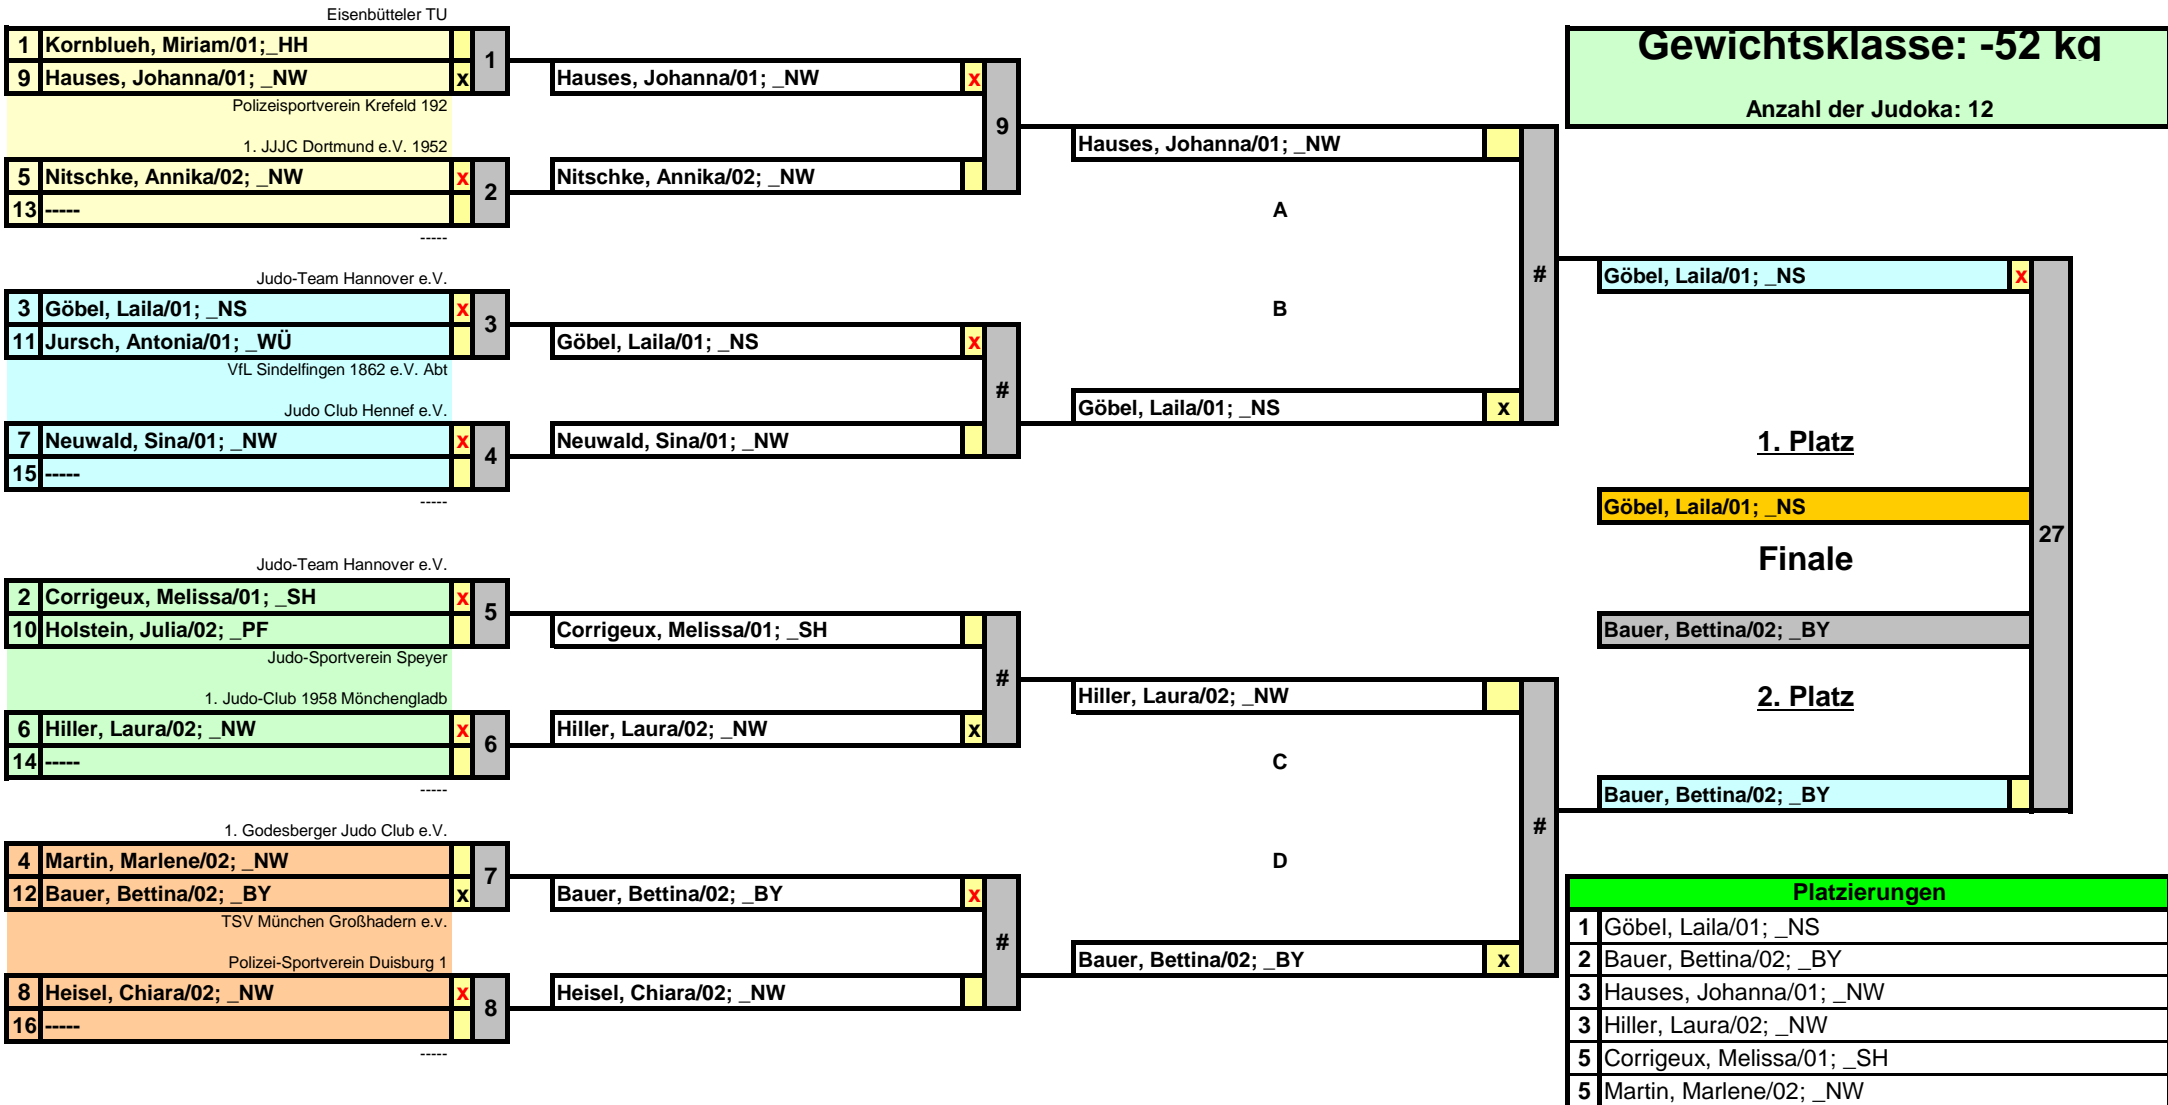 Eisenbütteler TU
1 Kornblueh, Miriam/01;_HH
9 Hauses, Johanna/01; _NW x
1
Polizeisportverein Krefeld 192
1. JJJC Dortmund e.V. 1952
5 Nitschke, Annika/02; _NW x
13 -----
2
-----
Judo-Team Hannover e.V.
3 Göbel, Laila/01; _NS x
11 Jursch, Antonia/01; _WÜ
3
VfL Sindelfingen 1862 e.V. Abt
Judo Club Hennef e.V.
7 Neuwald, Sina/01; _NW x
15 -----
4
-----
Judo-Team Hannover e.V.
2 Corrigeux, Melissa/01; _SH x
10 Holstein, Julia/02; _PF
5
Judo-Sportverein Speyer
1. Judo-Club 1958 Mönchengladb
6 Hiller, Laura/02; _NW x
14 -----
6
-----
1. Godesberger Judo Club e.V.
4 Martin, Marlene/02; _NW
12 Bauer, Bettina/02; _BY x
7
TSV München Großhadern e.v.
Polizei-Sportverein Duisburg 1
8 Heisel, Chiara/02; _NW x
16 -----
8
-----
Hauses, Johanna/01; _NW x
9
Nitschke, Annika/02; _NW
Göbel, Laila/01; _NS x
#
Neuwald, Sina/01; _NW
Corrigeux, Melissa/01; _SH
#
Hiller, Laura/02; _NW x
Bauer, Bettina/02; _BY x
#
Heisel, Chiara/02; _NW
Hauses, Johanna/01; _NW
A
#
B
Göbel, Laila/01; _NS x
Hiller, Laura/02; _NW
C
#
D
Bauer, Bettina/02; _BY x
Gewichtsklasse: -52 kg
Anzahl der Judoka: 12
Göbel, Laila/01; _NS x
1. Platz
Göbel, Laila/01; _NS
27
Finale
Bauer, Bettina/02; _BY
2. Platz
Bauer, Bettina/02; _BY
Platzierungen
1 Göbel, Laila/01; _NS
2 Bauer, Bettina/02; _BY
3 Hauses, Johanna/01; _NW
3 Hiller, Laura/02; _NW
5 Corrigeux, Melissa/01; _SH
5 Martin, Marlene/02; _NW